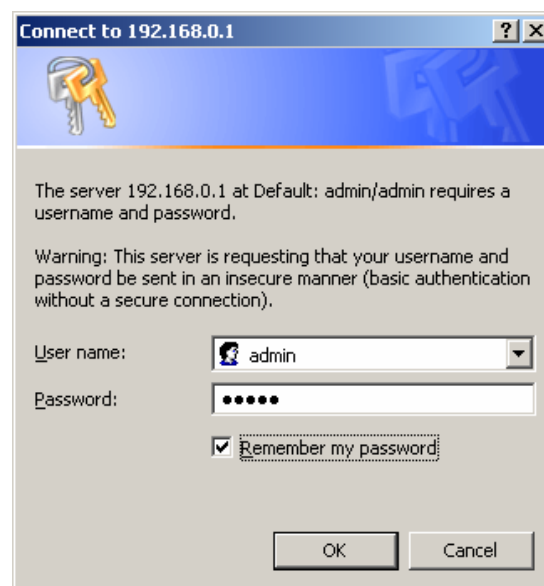 Connect to 192.168.0.1
The server 192.168.0.1 at Default: admin/admin requires a
username and password.
Warning: This server is requesting that your username and
password be sent in an insecure manner (basic authentication
without a secure connection).
User name:
admin
Password:
•••••
Remember my password
OK
Cancel